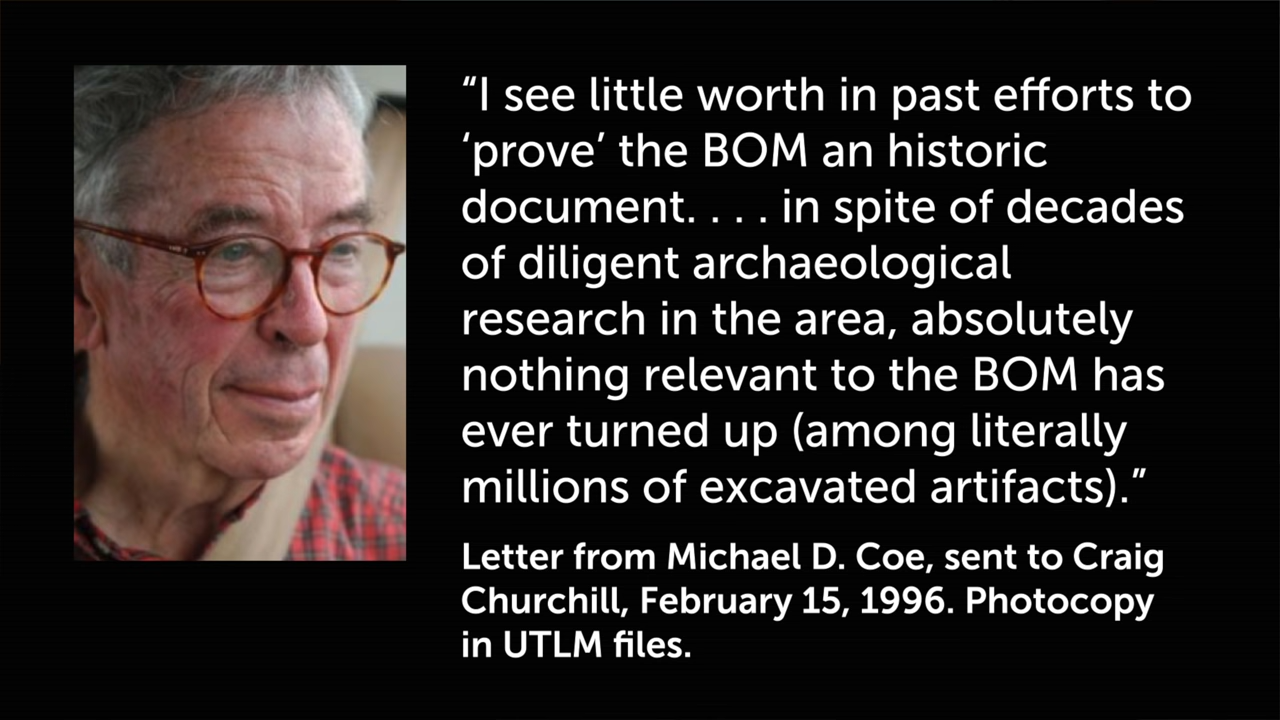 “I see little worth in past efforts to
‘prove’ the BOM an historic
document. . . . in spite of decades
of diligent archaeological
research in the area, absolutely
nothing relevant to the BOM has
ever turned up (among literally
millions of excavated artifacts).”
Letter from Michael D. Coe, sent to Craig
Churchill, February 15, 1996. Photocopy
in UTLM files.